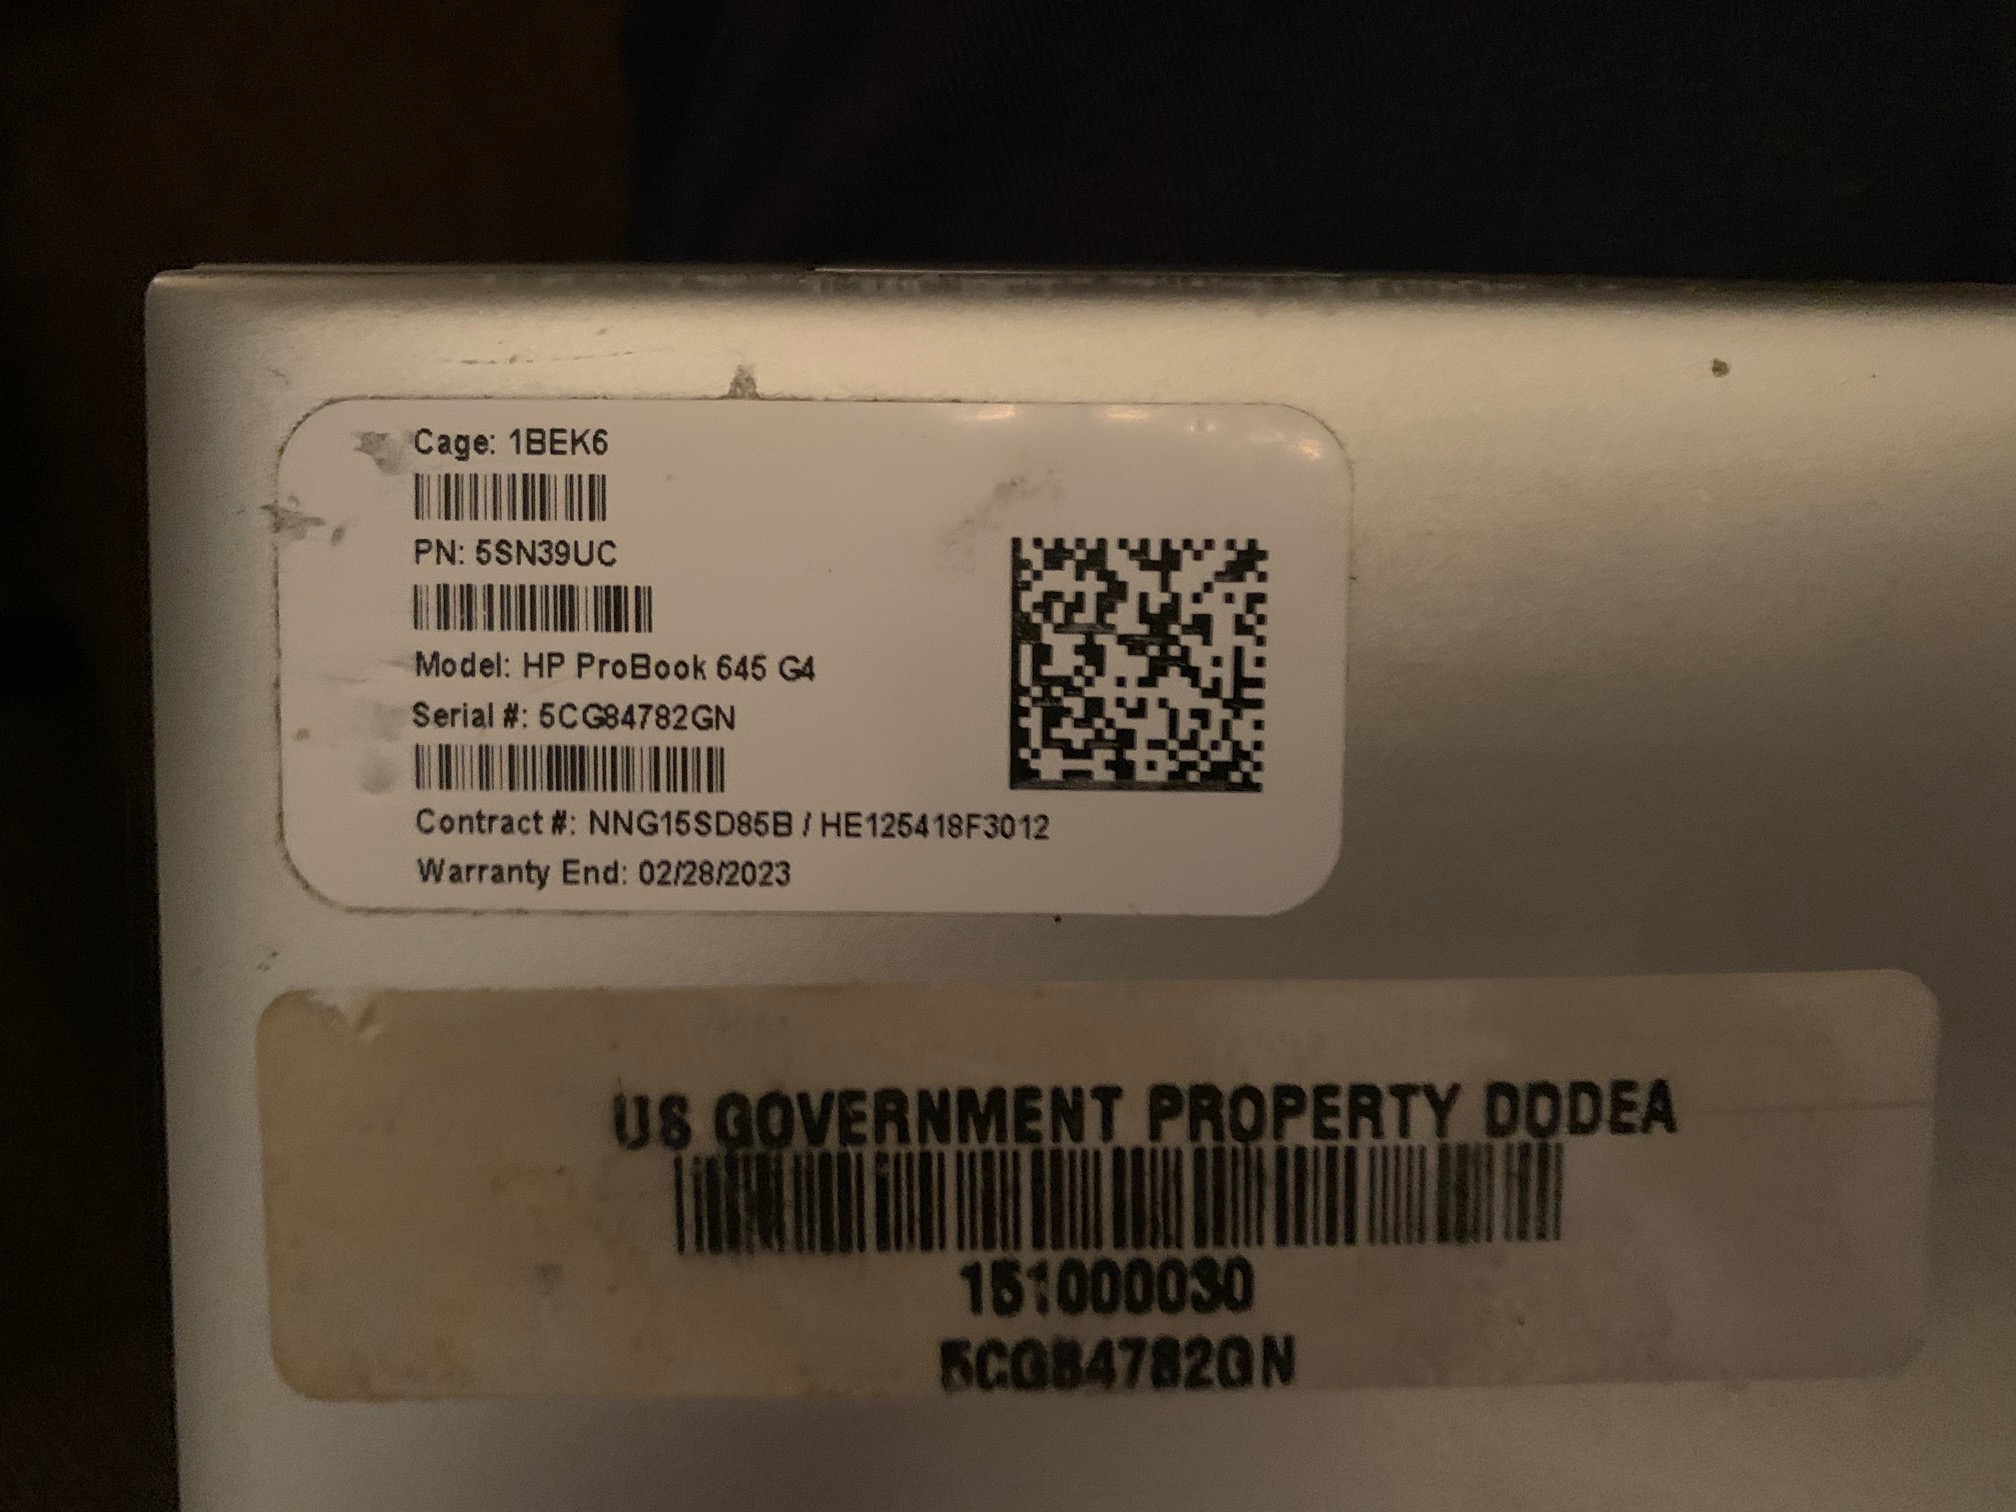 Cage: 1BEK6
PN: 5SN39UC
Model: HP ProBook 645 G4
Serial #: 5CG84782GN
Contract #: NNG15SD85B / HE125418F3012
Warranty End: 02/28/2023
US GOVERNMENT PROPERTY DODEA
5CG84782GN